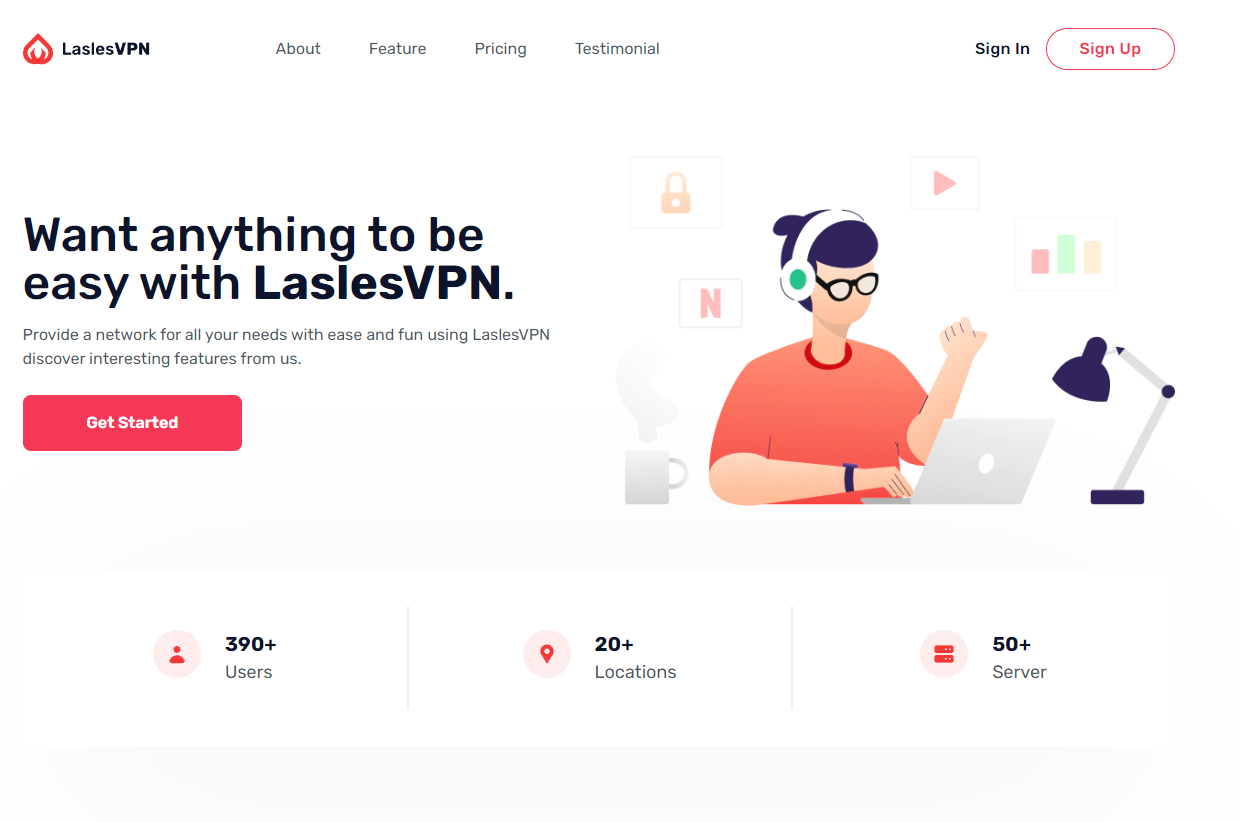 LaslesVPN
About
Feature
Pricing
Testimonial
Sign In
Sign Up
Want anything to be
easy with LaslesVPN.
Provide a network for all your needs with ease and fun using LaslesVPN
discover interesting features from us.
Get Started
N
390+
Users
20+
Locations
50+
Server